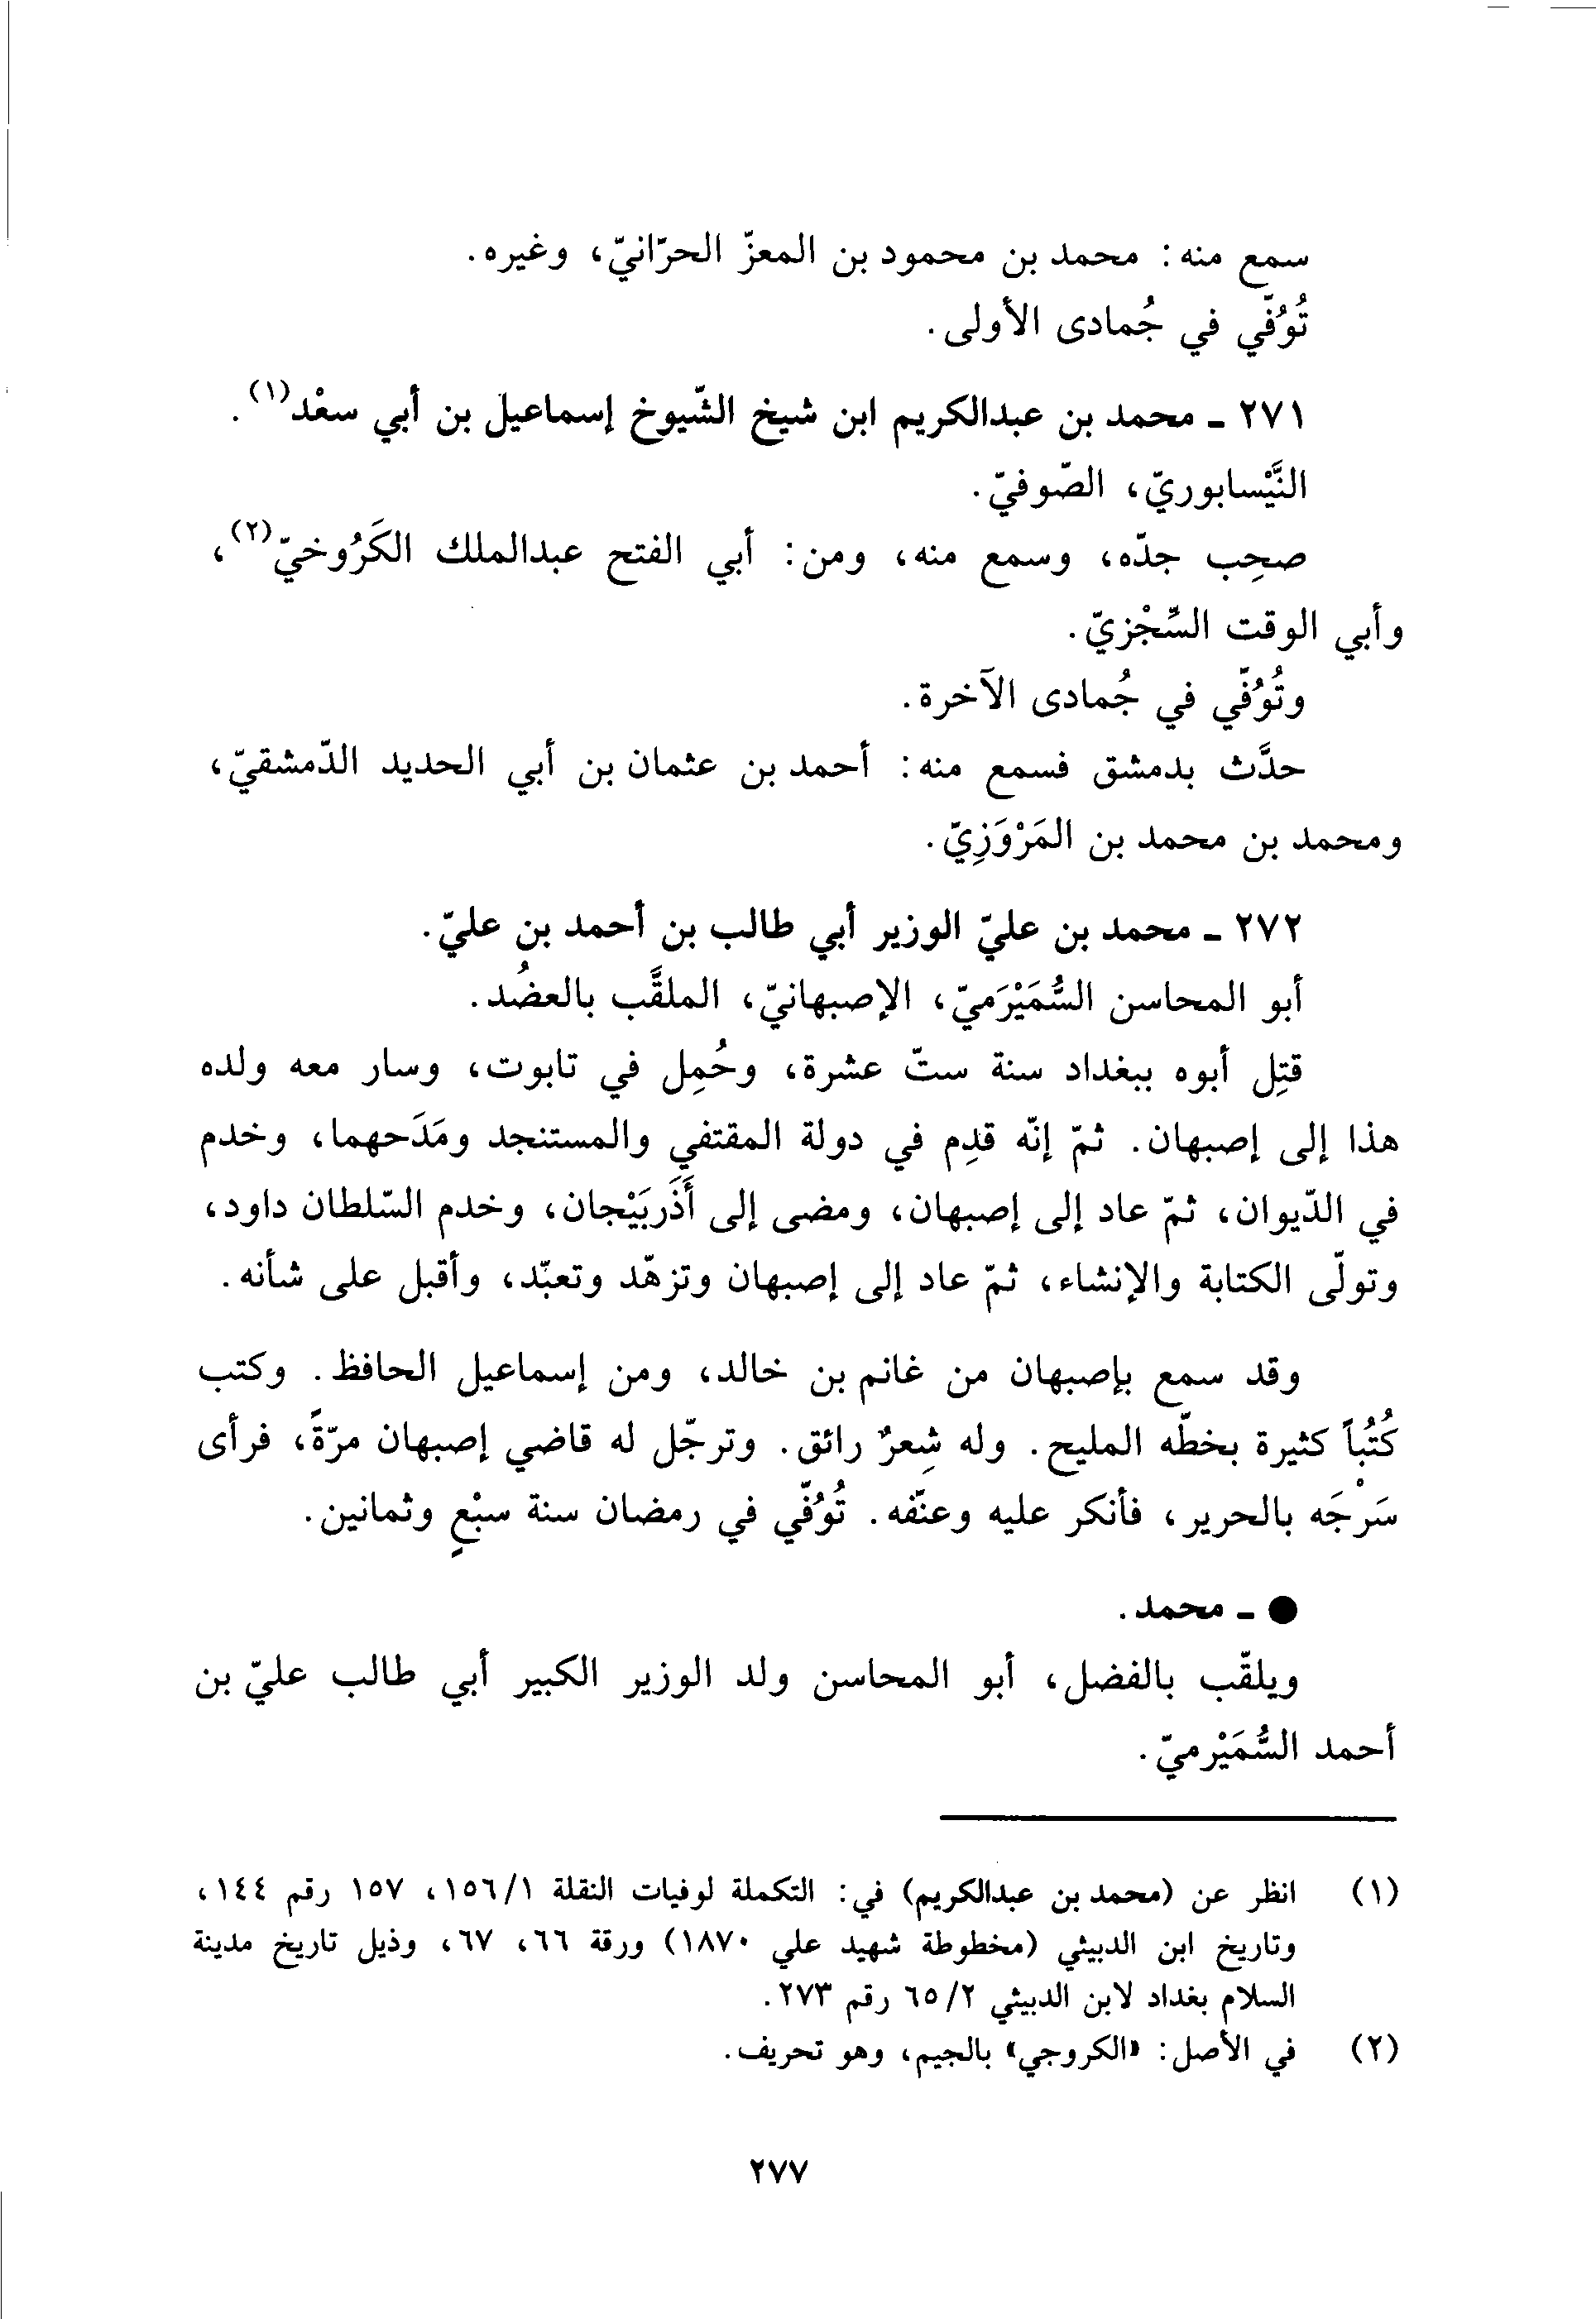 سمع منه: محمد بن محمود بن المعزّ الحرّانيّ، وغيره.
تُوُفّي في جُمادى الأولى.
٢٧١ - محمد بن عبدالكريم ابن شيخ الشّيوخ إسماعيل بن أبي سعْد(١).
النَّيْسابوريّ، الصّوفيّ.
صحِب جدّه، وسمع منه، ومن: أبي الفتح عبدالملك الكَرُوخيّ(٢)،
وأبي الوقت السِّجْزيّ.
وتُوُفّي في جُمادى الآخرة.
حدَّث بدمشق فسمع منه: أحمد بن عثمان بن أبي الحديد الدّمشقيّ،
ومحمد بن محمد بن المَرْوَزِيّ.
٢٧٢ - محمد بن عليّ الوزير أبي طالب بن أحمد بن عليّ.
أبو المحاسن السُّمَيْرَميّ، الإصبهانيّ، الملقَّب بالعضُد.
قتِل أبوه ببغداد سنة ستّ عشرة، وحُمِل في تابوت، وسار معه ولده
هذا إلى إصبهان. ثمّ إنّه قدِم في دولة المقتفي والمستنجد ومَدَحهما، وخدم
في الدّيوان، ثمّ عاد إلى إصبهان، ومضى إلى أَذَربَيْجان، وخدم السّلطان داود،
وتولّى الكتابة والإنشاء، ثمّ عاد إلى إصبهان وتزهّد وتعبّد، وأقبل على شأنه.
وقد سمع بإصبهان من غانم بن خالد، ومن إسماعيل الحافظ. وكتب
كُتُباً كثيرة بخطّه المليح. وله شِعرٌ رائق. وترجّل له قاضي إصبهان مرّةً، فرأى
سَرْجَه بالحرير، فأنكر عليه وعنّفه. تُوُفّي في رمضان سنة سبْعٍ وثمانين.
● - محمد.
ويلقّب بالفضل، أبو المحاسن ولد الوزير الكبير أبي طالب عليّ بن
أحمد السُّمَيْرميّ.
(١) انظر عن (محمد بن عبدالكريم) في: التكملة لوفيات النقلة ١/ ١٥٦، ١٥٧ رقم ١٤٤،
وتاريخ ابن الدبيثي (مخطوطة شهيد علي ١٨٧٠) ورقة ٦٦، ٦٧، وذيل تاريخ مدينة
السلام بغداد لابن الدبيثي ٢/ ٦٥ رقم ٢٧٣.
(٢) في الأصل: «الكروجي» بالجيم، وهو تحريف.
٢٧٧